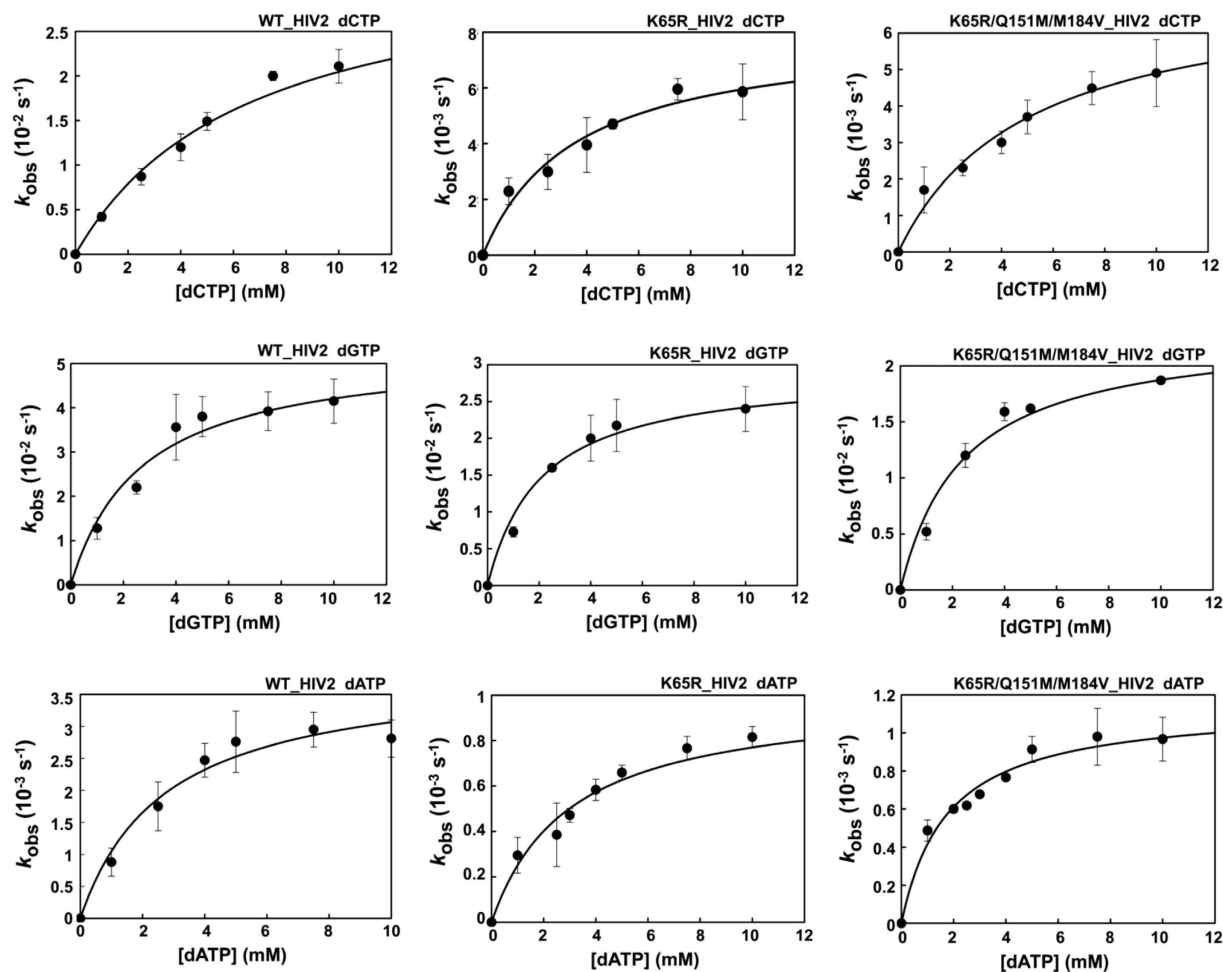 WT_HIV2 dCTP
kobs (10-2 s-1)
2.5
2
1.5
1
0.5
0
0 2 4 6 8 10 12
[dCTP] (mM)
K65R_HIV2 dCTP
kobs (10-3 s-1)
8
6
4
2
0
0 2 4 6 8 10 12
[dCTP] (mM)
K65R/Q151M/M184V_HIV2 dCTP
kobs (10-3 s-1)
6
5
4
3
2
1
0
0 2 4 6 8 10 12
[dCTP] (mM)
WT_HIV2 dGTP
kobs (10-2 s-1)
5
4
3
2
1
0
0 2 4 6 8 10 12
[dGTP] (mM)
K65R_HIV2 dGTP
kobs (10-2 s-1)
3
2.5
2
1.5
1
0.5
0
0 2 4 6 8 10 12
[dGTP] (mM)
K65R/Q151M/M184V_HIV2 dGTP
kobs (10-2 s-1)
2
1.5
1
0.5
0
0 2 4 6 8 10 12
[dGTP] (mM)
WT_HIV2 dATP
kobs (10-3 s-1)
3.5
3
2.5
2
1.5
1
0.5
0
0 2 4 6 8 10
[dATP] (mM)
K65R_HIV2 dATP
kobs (10-3 s-1)
1
0.8
0.6
0.4
0.2
0
0 2 4 6 8 10 12
[dATP] (mM)
K65R/Q151M/M184V_HIV2 dATP
kobs (10-3 s-1)
1.2
1
0.8
0.6
0.4
0.2
0
0 2 4 6 8 10 12
[dATP] (mM)